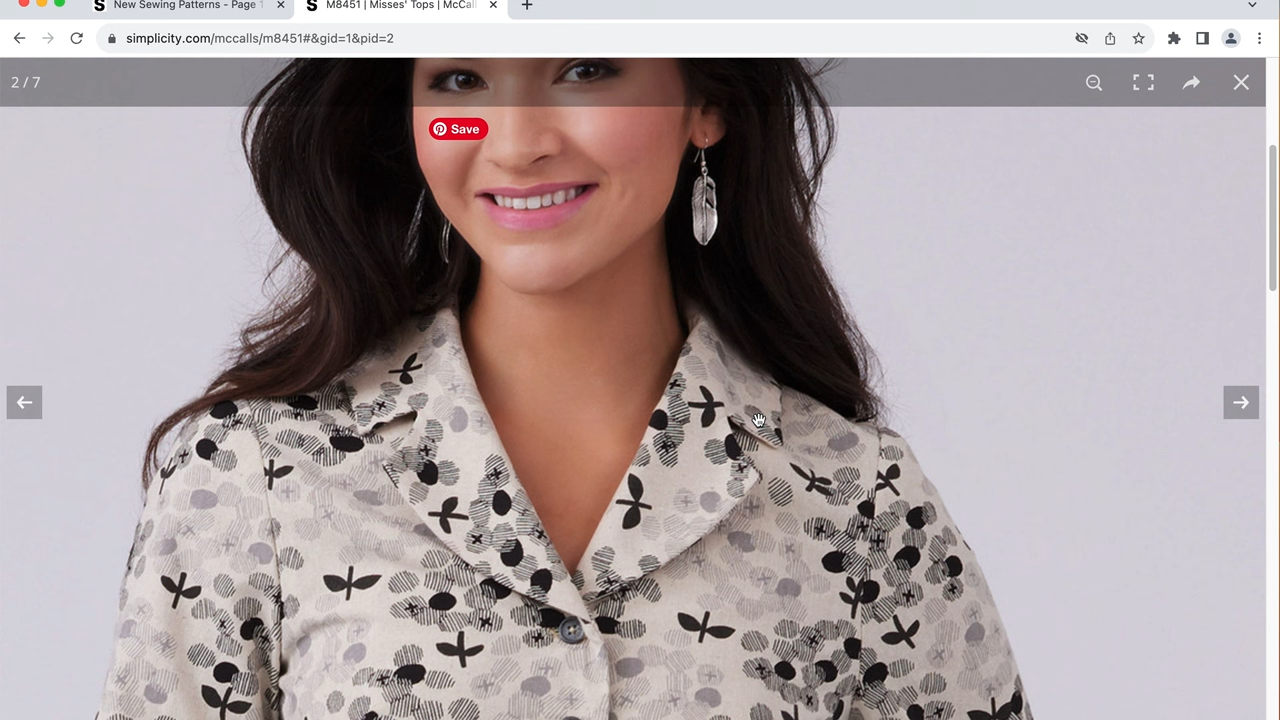 New Sewing Patterns - Page 1
M8451 | Misses' Tops | McCal
simplicity.com/mccalls/m8451#&gid=1&pid=2
2 / 7
Save